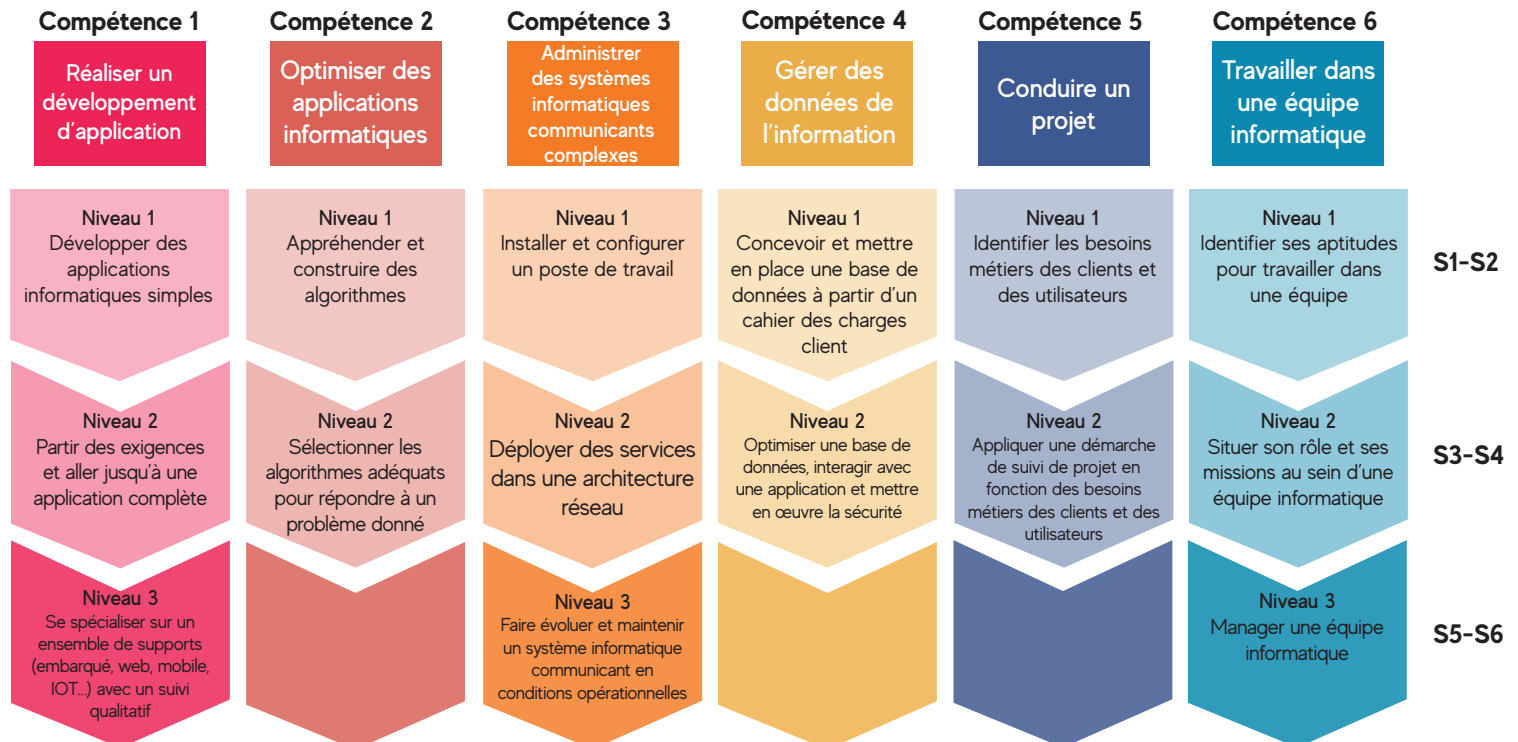 Compétence 1
Compétence 2
Compétence 3
Compétence 4
Compétence 5
Compétence 6
Réaliser un
développement
d'application
Optimiser des
applications
informatiques
Administrer
des systèmes
informatiques
communicants
complexes
Gérer des
données de
l'information
Conduire un
projet
Travailler dans
une équipe
informatique
Niveau 1
Développer des
applications
informatiques simples
Niveau 1
Appréhender et
construire des
algorithmes
Niveau 1
Installer et configurer
un poste de travail
Niveau 1
Concevoir et mettre
en place une base de
données à partir d'un
cahier des charges
client
Niveau 1
Identifier les besoins
métiers des clients et
des utilisateurs
Niveau 1
Identifier ses aptitudes
pour travailler dans
une équipe
S1-S2
Niveau 2
Partir des exigences
et aller jusqu'à une
application complète
Niveau 2
Sélectionner les
algorithmes adéquats
pour répondre à un
problème donné
Niveau 2
Déployer des services
dans une architecture
réseau
Niveau 2
Optimiser une base de
données, interagir avec
une application et mettre
en œuvre la sécurité
Niveau 2
Appliquer une démarche
de suivi de projet en
fonction des besoins
métiers des clients et des
utilisateurs
Niveau 2
Situer son rôle et ses
missions au sein d'une
équipe informatique
S3-S4
Niveau 3
Se spécialiser sur un
ensemble de supports
(embarqué, web, mobile,
IOT...) avec un suivi
qualitatif
Niveau 3
Faire évoluer et maintenir
un système informatique
communicant en
conditions opérationnelles
Niveau 3
Manager une équipe
informatique
S5-S6